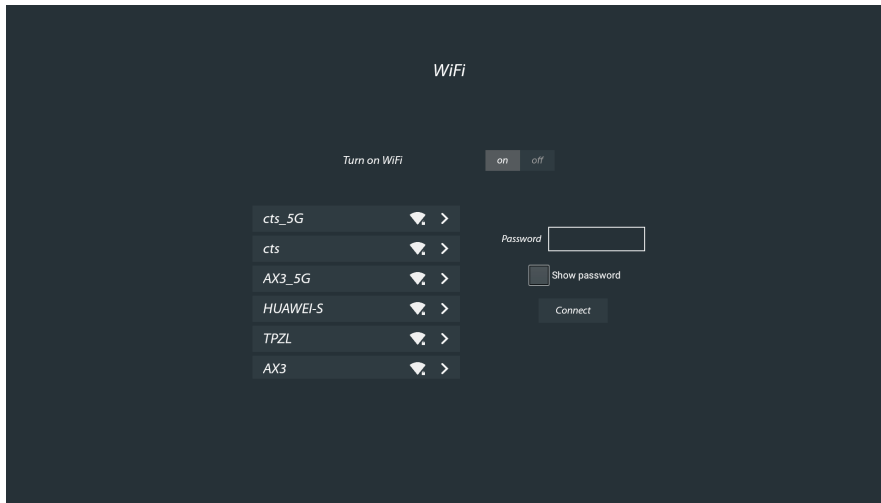 WiFi
Turn on WiFi on off
cts_5G
cts
AX3_5G
HUAWEI-S
TPZL
AX3
Password
Show password
Connect